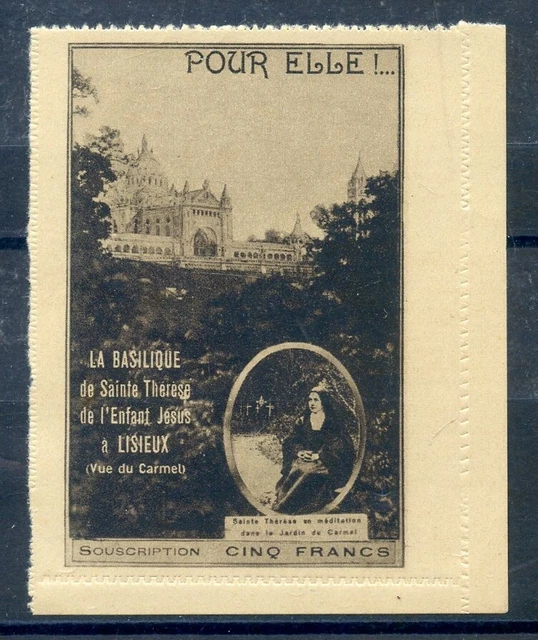 POUR ELLE !...
LA BASILIQUE
de Sainte Thérèse
de l'Enfant Jésus
à LISIEUX
(Vue du Carmel)
Sainte Thérèse en méditation
dans le Jardin du Carmel
SOUSCRIPTION CINQ FRANCS